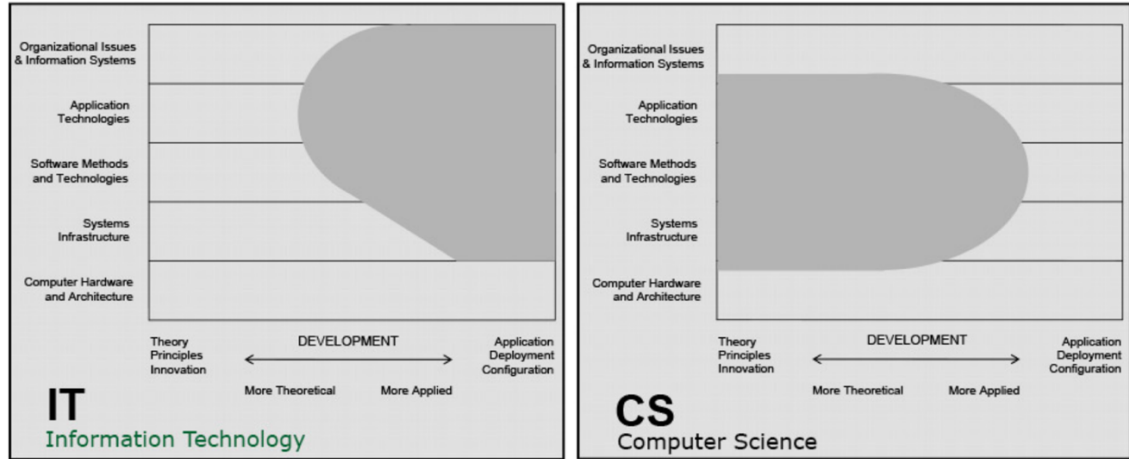 Organizational Issues
& Information Systems
Application
Technologies
Software Methods
and Technologies
Systems
Infrastructure
Computer Hardware
and Architecture
Theory
Principles
Innovation
DEVELOPMENT
Application
Deployment
Configuration
More Theoretical
More Applied
IT
Information Technology
Organizational Issues
& Information Systems
Application
Technologies
Software Methods
and Technologies
Systems
Infrastructure
Computer Hardware
and Architecture
Theory
Principles
Innovation
DEVELOPMENT
Application
Deployment
Configuration
More Theoretical
More Applied
CS
Computer Science